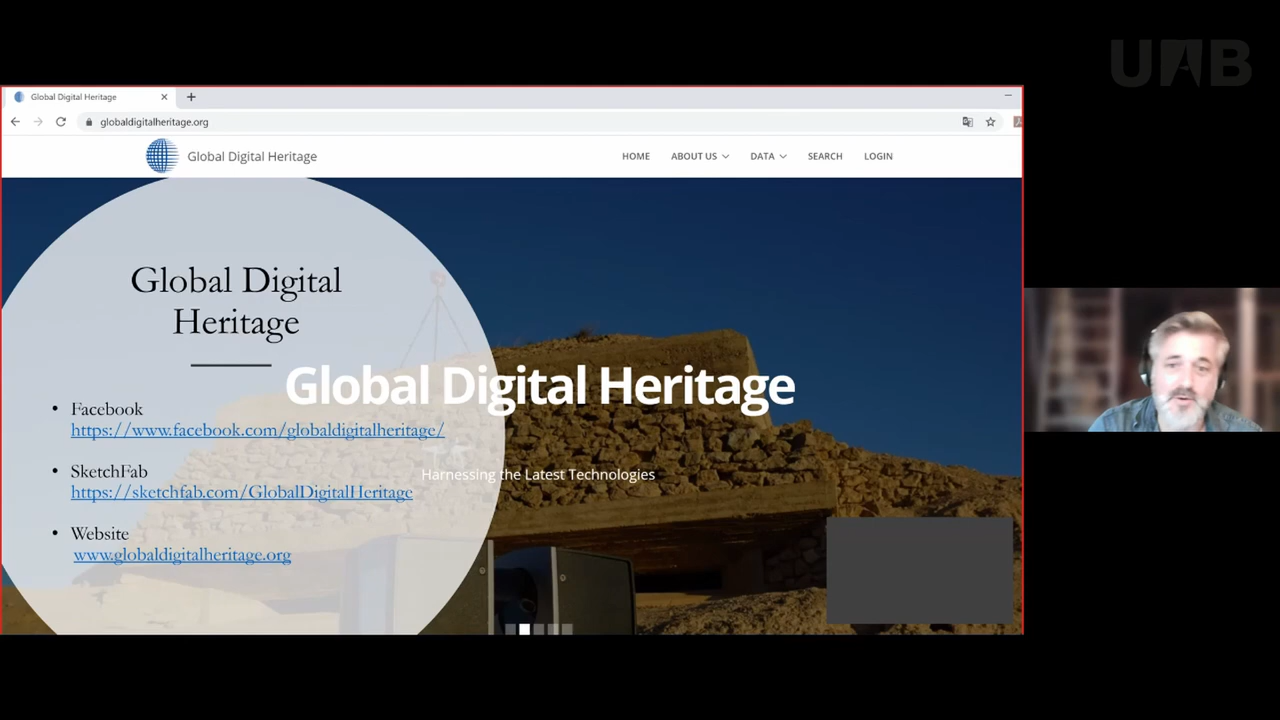 UAB
Global Digital Heritage
globaldigitalheritage.org
Global Digital Heritage
HOME
ABOUT US
DATA
SEARCH
LOGIN
Global Digital
Heritage
Global Digital Heritage
Harnessing the Latest Technologies
• Facebook
https://www.facebook.com/globaldigitalheritage/
• SketchFab
https://sketchfab.com/GlobalDigitalHeritage
• Website
www.globaldigitalheritage.org